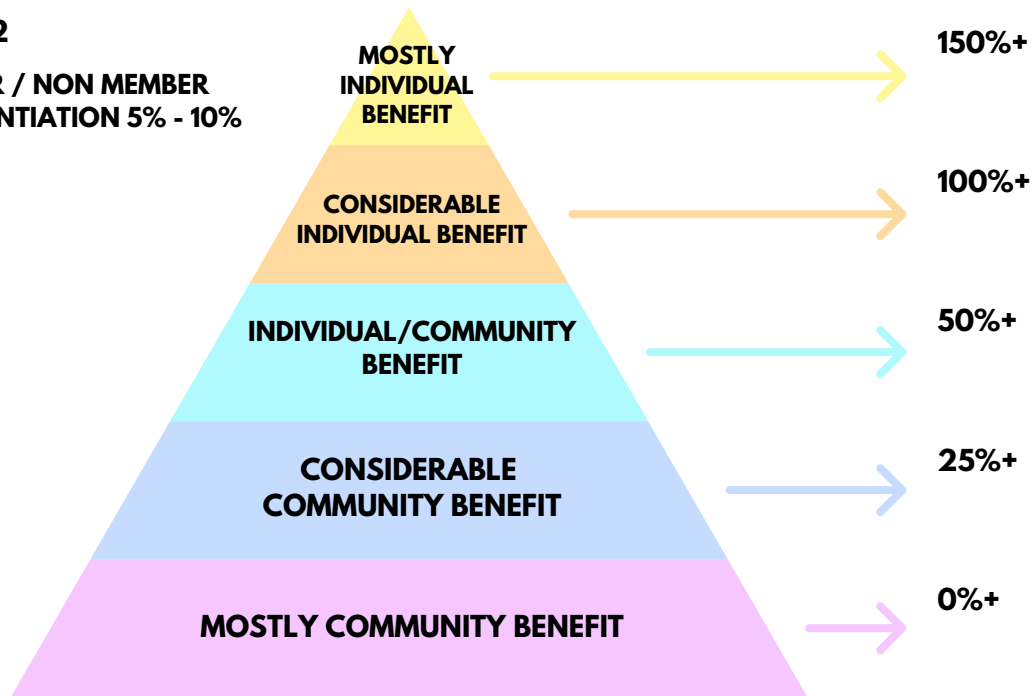 2
R / NON MEMBER
NTIATION 5% - 10%
MOSTLY
INDIVIDUAL
BENEFIT
150%+
CONSIDERABLE
INDIVIDUAL BENEFIT
100%+
INDIVIDUAL/COMMUNITY
BENEFIT
50%+
CONSIDERABLE
COMMUNITY BENEFIT
25%+
MOSTLY COMMUNITY BENEFIT
0%+